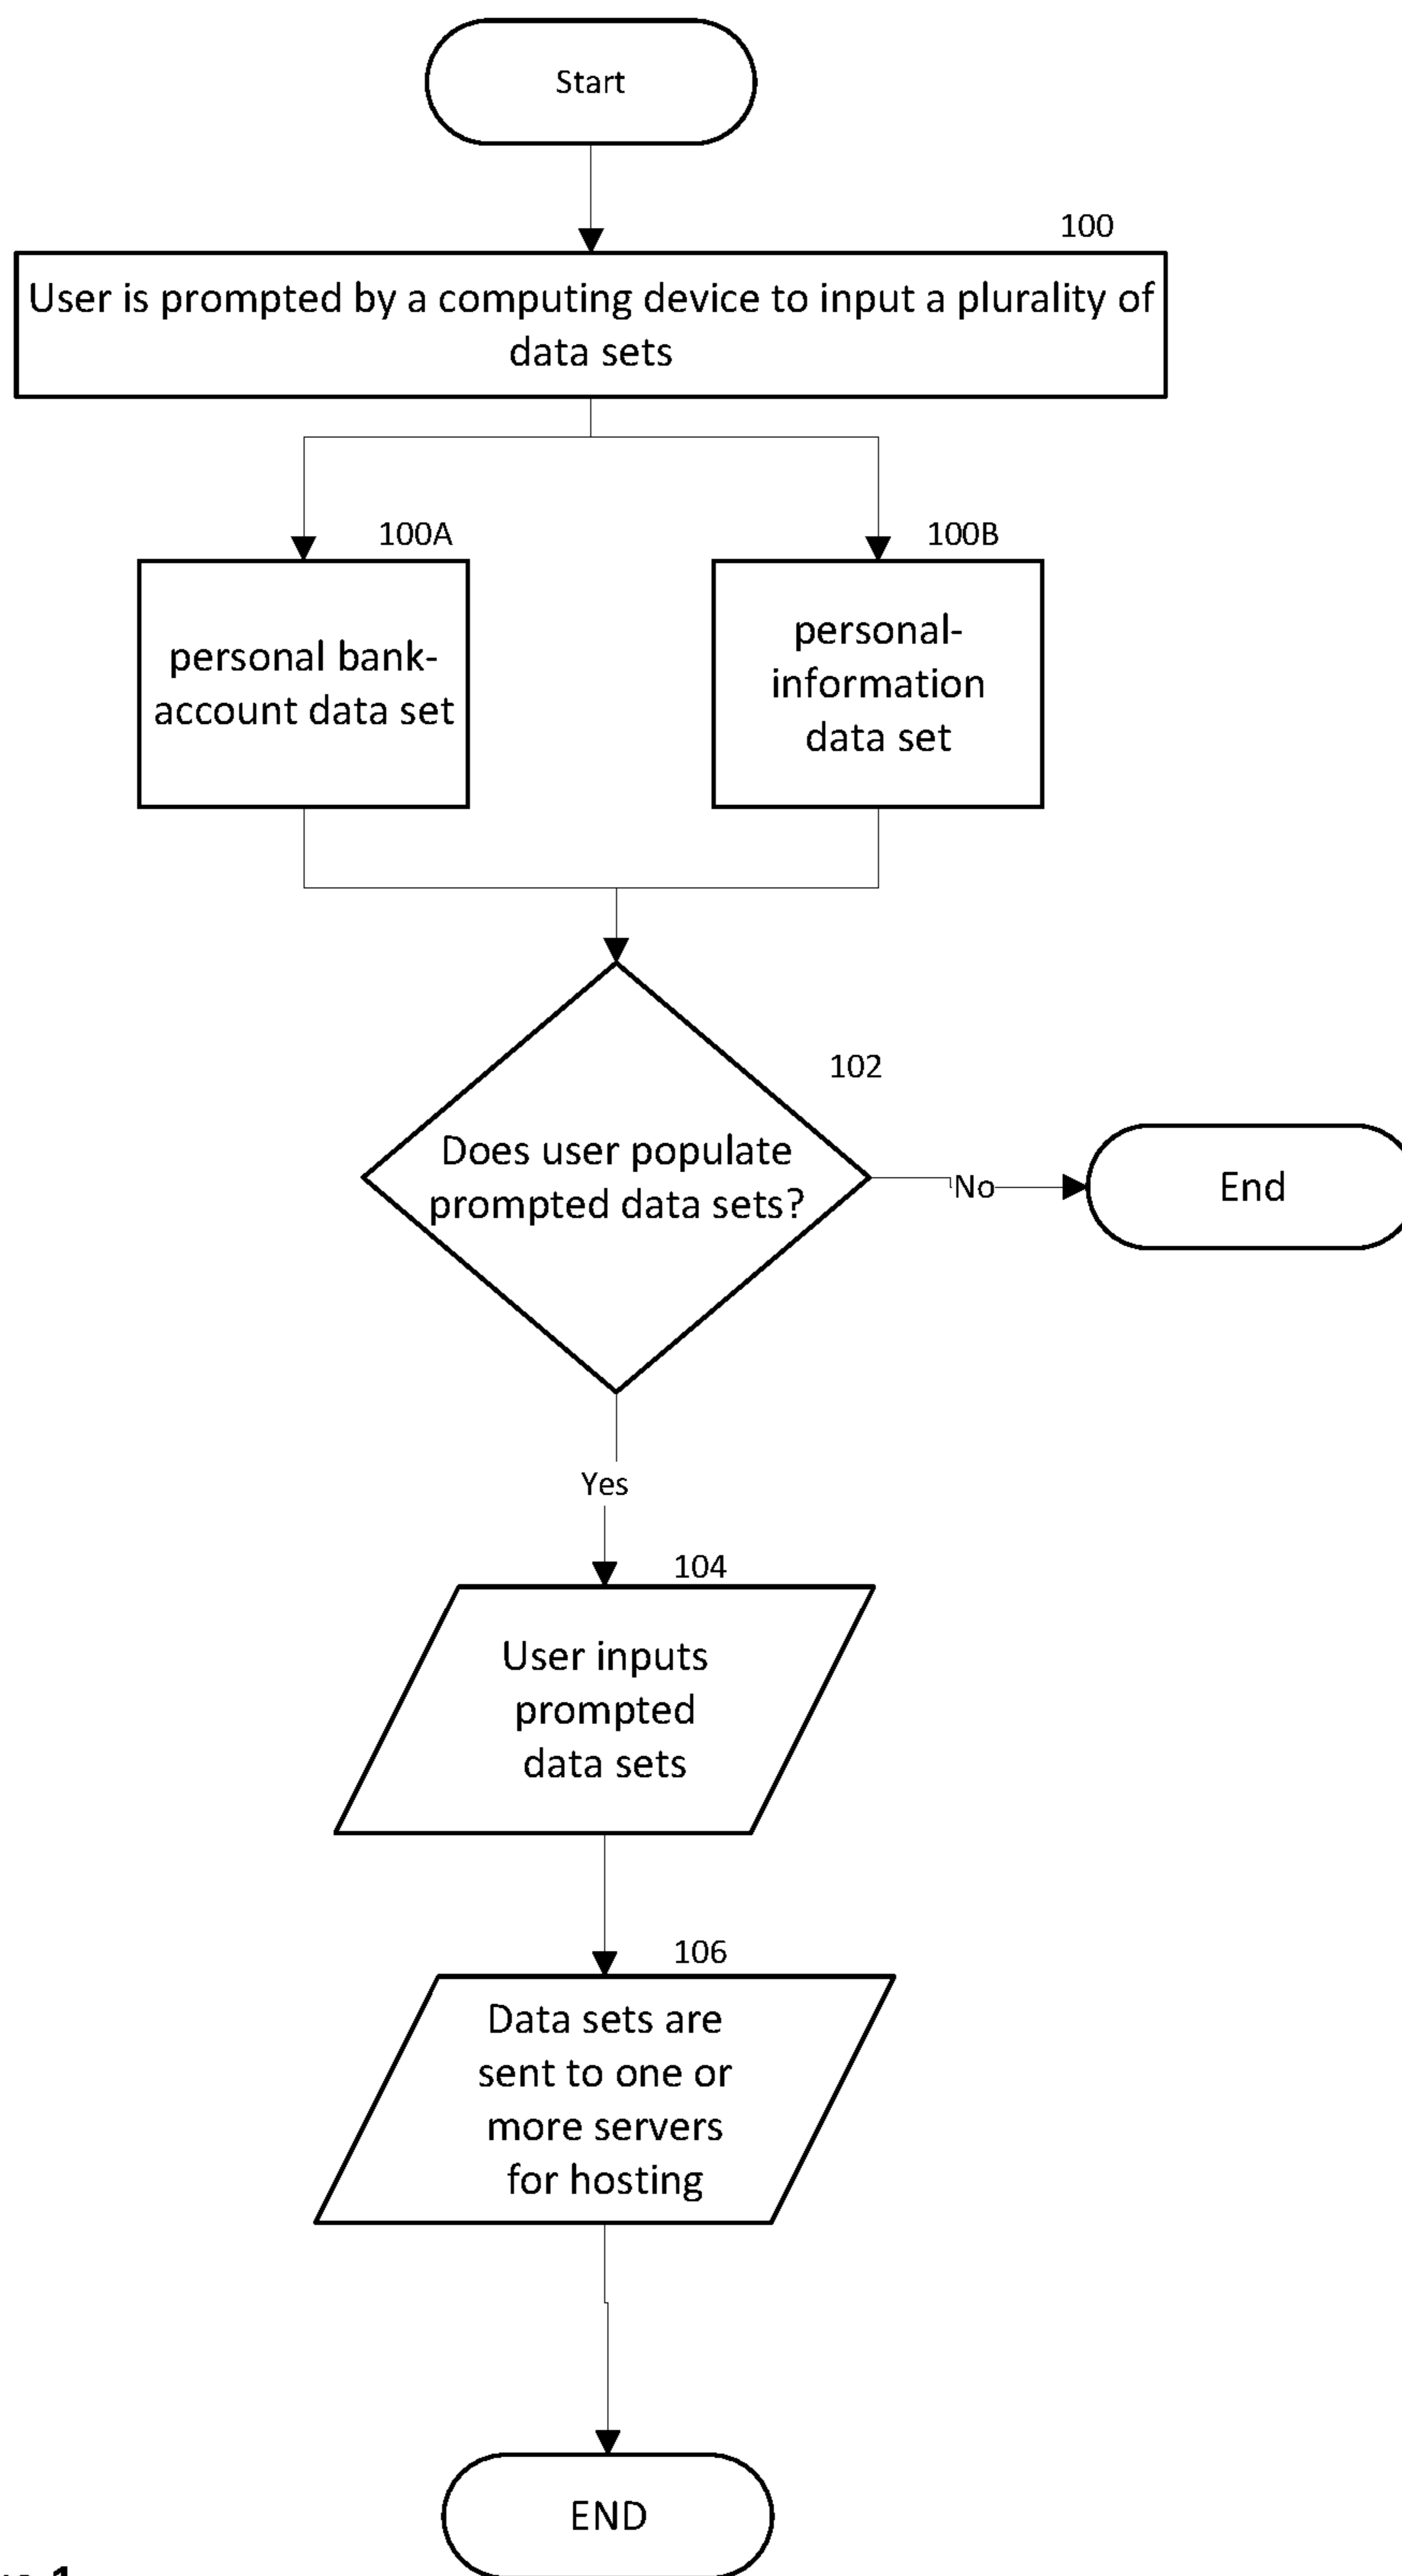 Start
100
User is prompted by a computing device to input a plurality of
data sets
100A
100B
personal bank-
account data set
personal-
information
data set
102
Does user populate
prompted data sets?
No
End
Yes
104
User inputs
prompted
data sets
106
Data sets are
sent to one or
more servers
for hosting
END